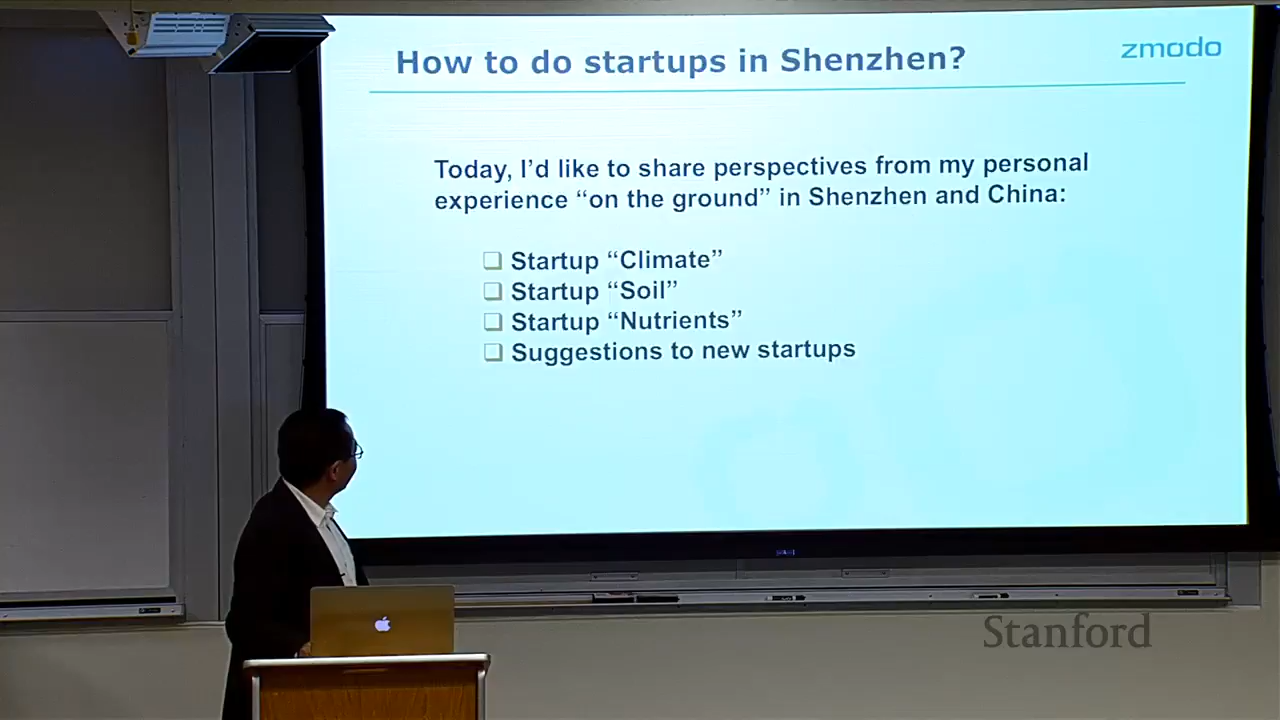 How to do startups in Shenzhen?
zmodo
Today, I’d like to share perspectives from my personal
experience “on the ground” in Shenzhen and China:
❑ Startup “Climate”
❑ Startup “Soil”
❑ Startup “Nutrients”
❑ Suggestions to new startups
Stanford